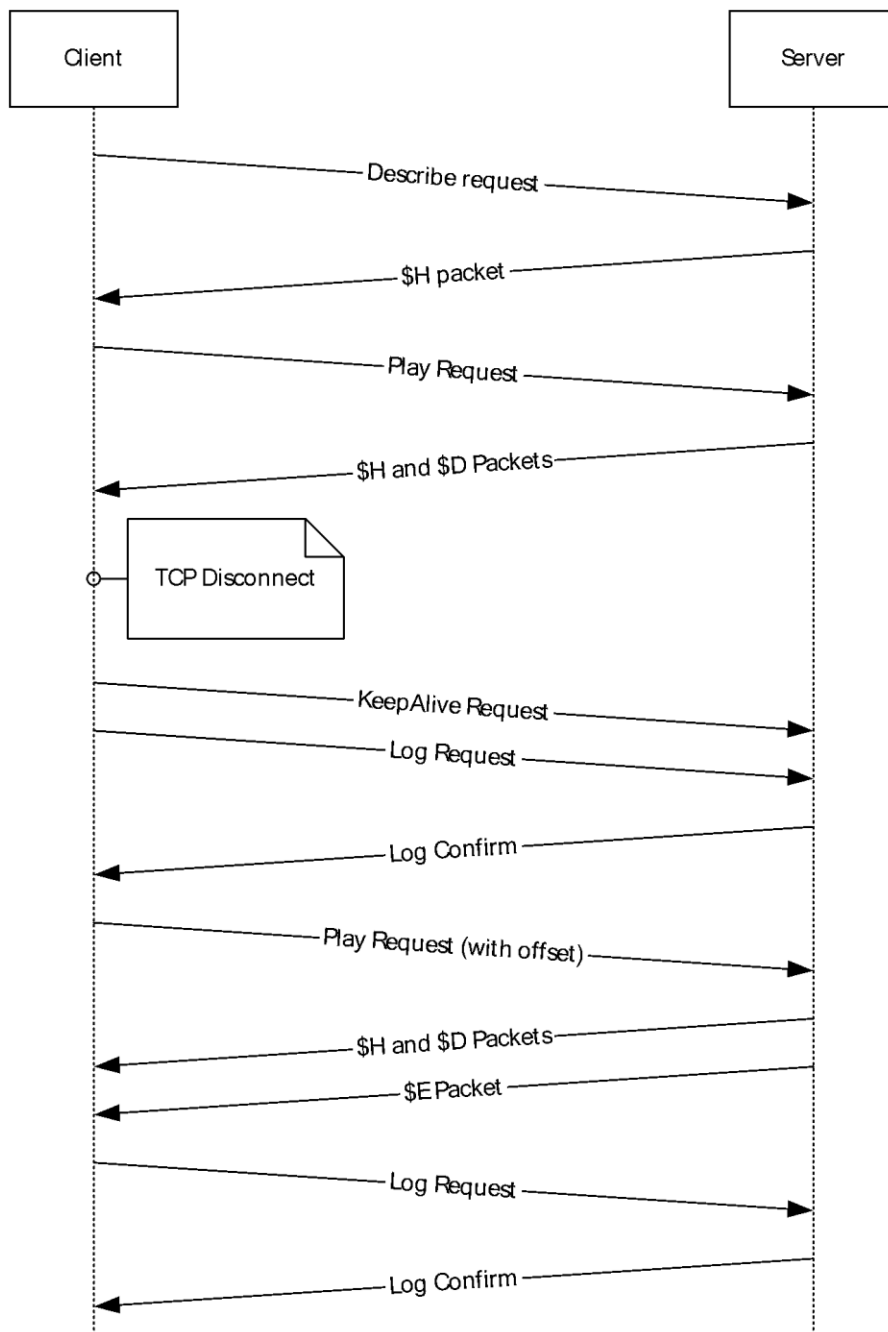 Client
Server
Describe request
$H packet
Play Request
$H and $D Packets
TCP Disconnect
KeepAlive Request
Log Request
Log Confirm
Play Request (with offset)
$H and $D Packets
$E Packet
Log Request
Log Confirm